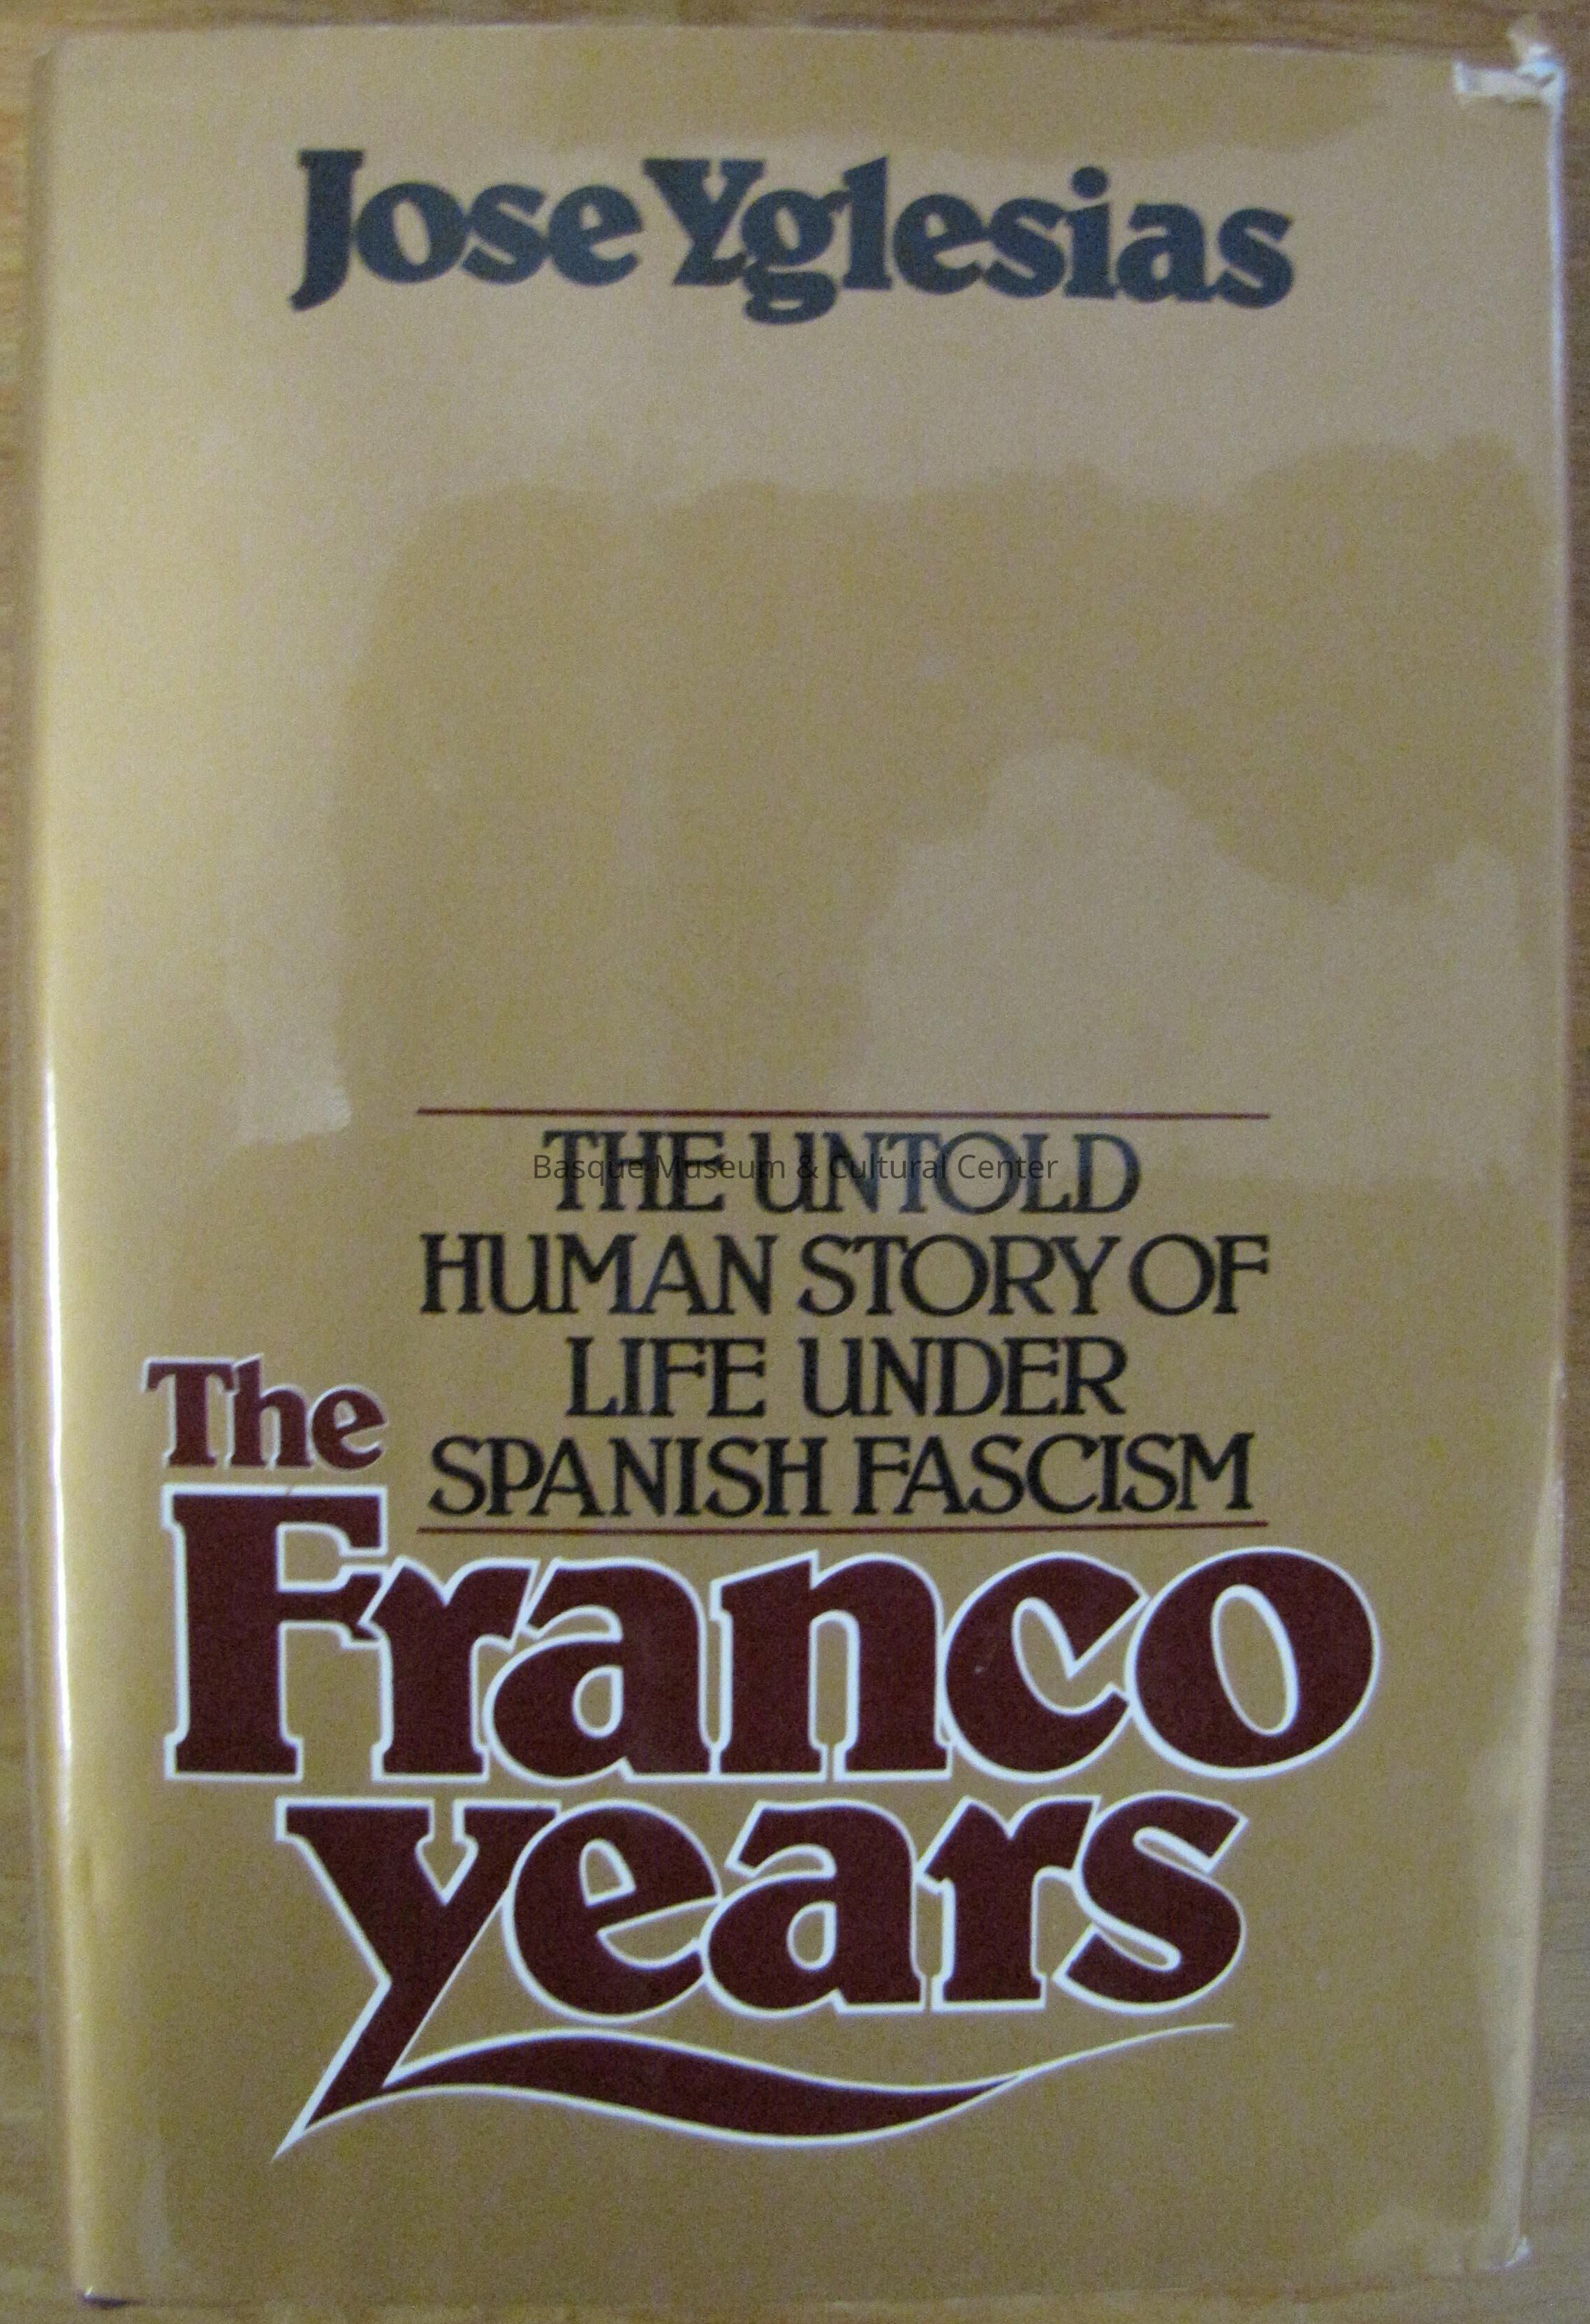 Jose Yglesias
THE UNTOLD
Basque Museum & Cultural Center
HUMAN STORY OF
LIFE UNDER
SPANISH FASCISM
The
Franco
years